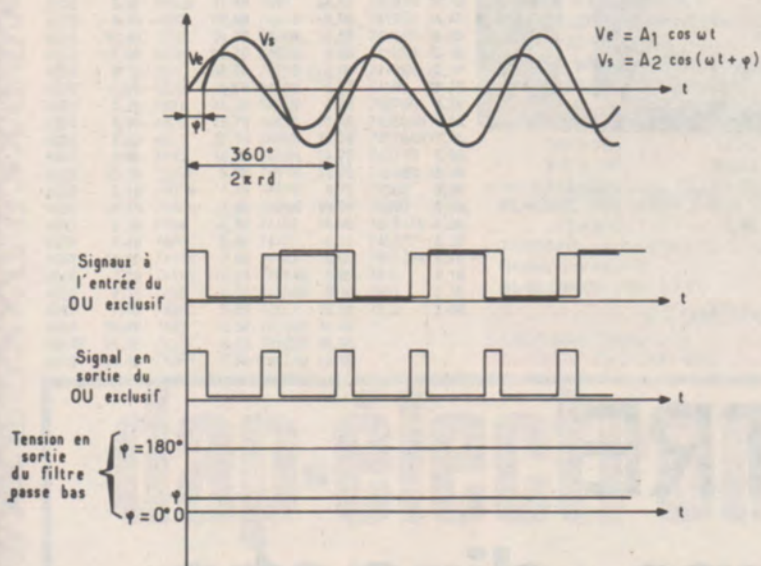 Ve = A1 cos ωt
Vs = A2 cos (ωt + φ)
Ve
Vs
t
φ
360°
2π rd
Signaux à
l'entrée du
OU exclusif
t
Signal en
sortie du
OU exclusif
t
Tension en
sortie
du filtre
passe bas
φ = 180°
φ
φ = 0° 0
t